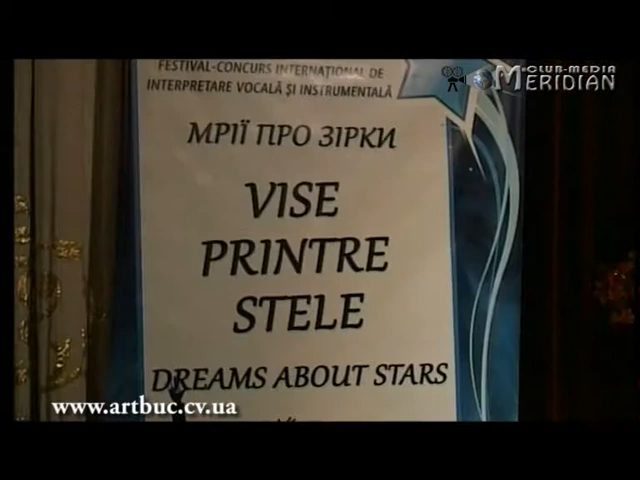 CLUB-MEDIA
MERIDIAN
FESTIVAL-CONCURS INTERNAȚIONAL DE
INTERPRETARE VOCALĂ ȘI INSTRUMENTALĂ
МРІЇ ПРО ЗІРКИ
VISE
PRINTRE
STELE
DREAMS ABOUT STARS
www.artbuc.cv.ua